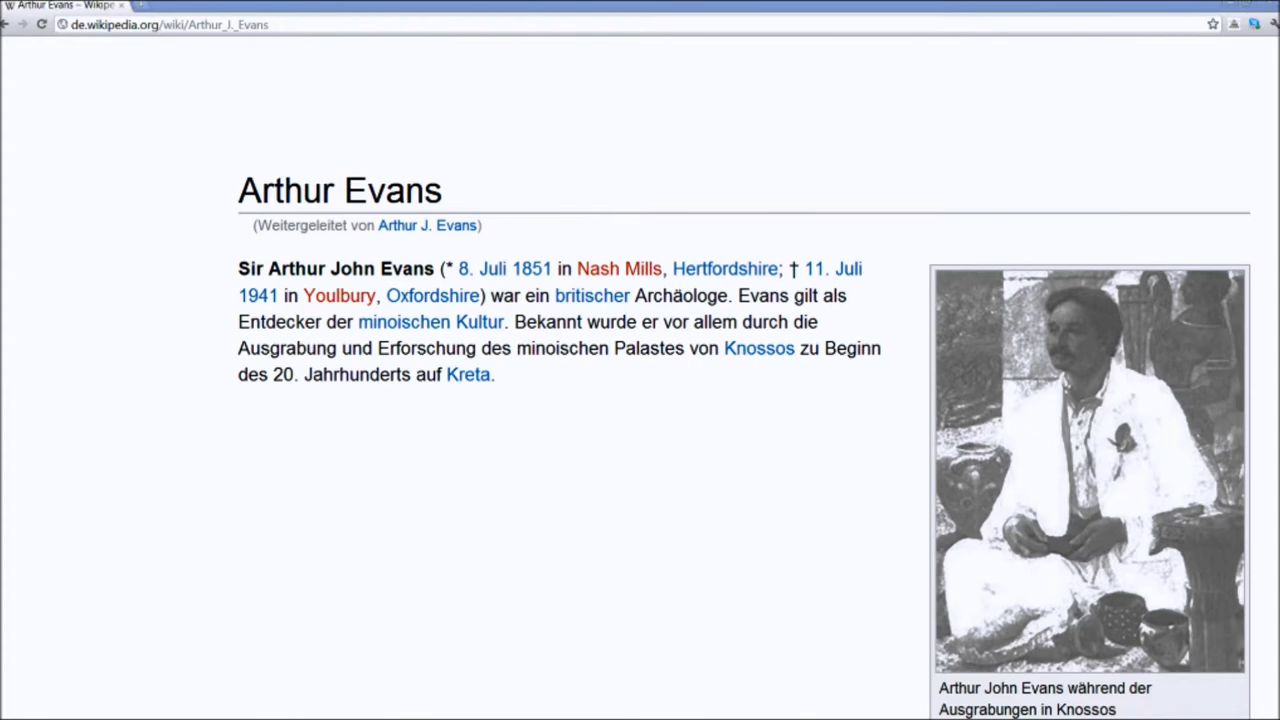 Arthur Evans – Wikipe
de.wikipedia.org/wiki/Arthur_J._Evans
Arthur Evans
(Weitergeleitet von Arthur J. Evans)
Sir Arthur John Evans (* 8. Juli 1851 in Nash Mills, Hertfordshire; † 11. Juli
1941 in Youlbury, Oxfordshire) war ein britischer Archäologe. Evans gilt als
Entdecker der minoischen Kultur. Bekannt wurde er vor allem durch die
Ausgrabung und Erforschung des minoischen Palastes von Knossos zu Beginn
des 20. Jahrhunderts auf Kreta.
Arthur John Evans während der
Ausgrabungen in Knossos